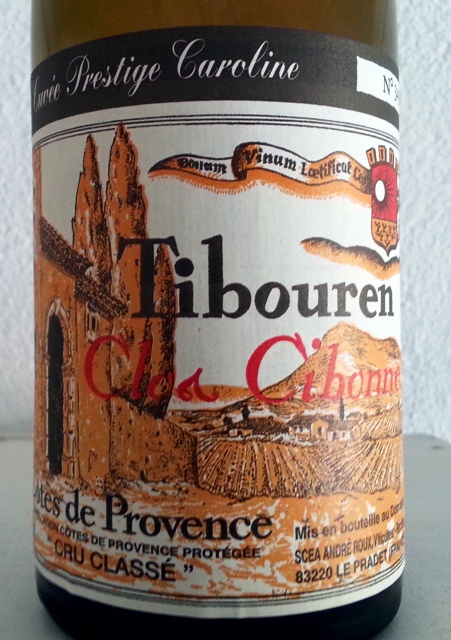 Cuvée Prestige Caroline
N°
Bonum Vinum Lœtificat
Tibouren
Clos Cibonne
Côtes de Provence
CÔTES DE PROVENCE PROTÉGÉE
"CRU CLASSÉ"
Mis en bouteille au
SCEA ANDRÉ ROUX,
83220 LE PRADET